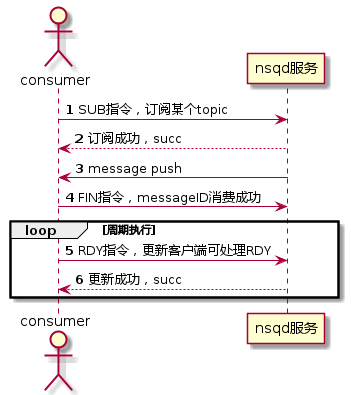 consumer
nsqd服务
1 SUB指令，订阅某个topic
2 订阅成功，succ
3 message push
4 FIN指令，messageID消费成功
loop [周期执行]
5 RDY指令，更新客户端可处理RDY
6 更新成功，succ
consumer
nsqd服务